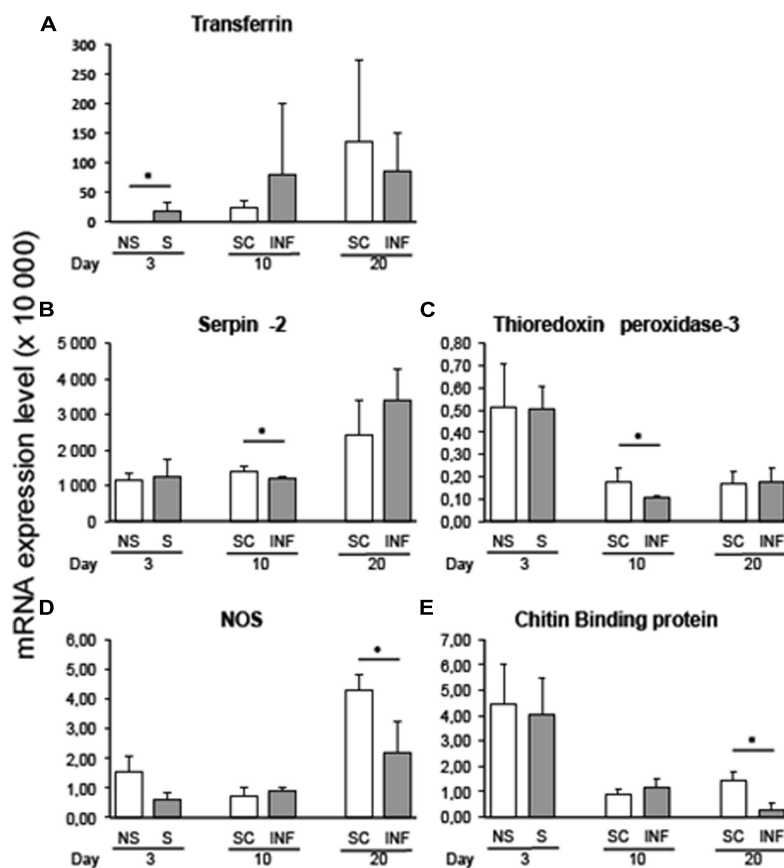 A
Transferrin
300
250
200
150
100
50
0
NS S SC INF SC INF
Day 3 10 20
mRNA expression level (x 10 000)
B
Serpin -2
5 000
4 000
3 000
2 000
1 000
0
*
NS S SC INF SC INF
Day 3 10 20
C
Thioredoxin peroxidase-3
0,80
0,70
0,60
0,50
0,40
0,30
0,20
0,10
0,00
*
NS S SC INF SC INF
Day 3 10 20
D
NOS
6,00
5,00
4,00
3,00
2,00
1,00
0,00
*
NS S SC INF SC INF
Day 3 10 20
E
Chitin Binding protein
7,00
6,00
5,00
4,00
3,00
2,00
1,00
0,00
*
NS S SC INF SC INF
Day 3 10 20